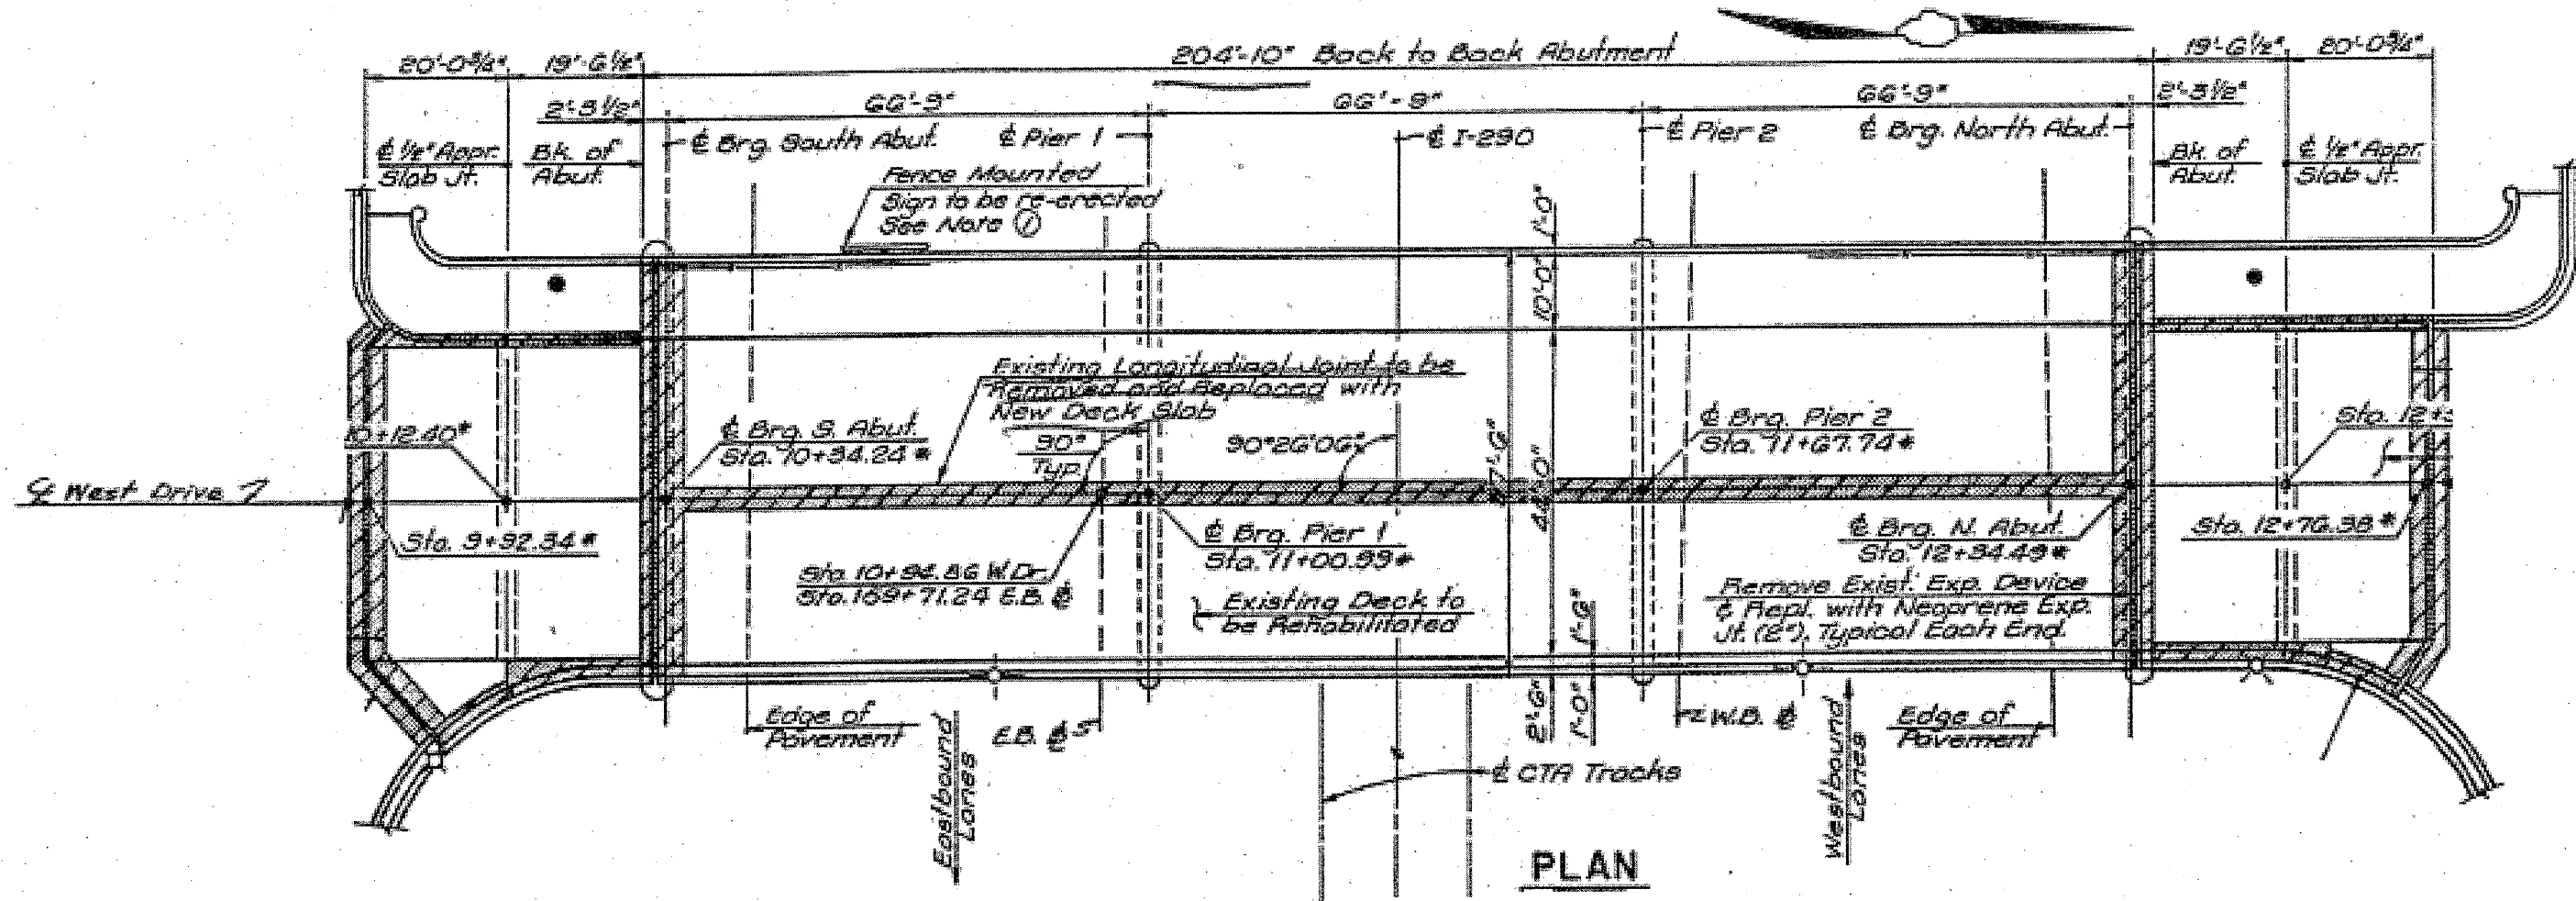 204'-10" Back to Back Abutment
20'-0¾" 19'-6½" 19'-6½" 20'-0¾"
2'-3½" 66'-9" 66'-9" 66'-9" 2'-3½"
℄ ½" Appr. Slab Jt.
Bk. of Abut.
℄ Brg. South Abut.
℄ Pier 1
℄ I-290
℄ Pier 2
℄ Brg. North Abut.
Bk. of Abut.
℄ ½" Appr. Slab Jt.
Fence Mounted
Sign to be re-erected
See Note ①
1'-0"
10'-0"
Existing Longitudinal Joint to be
Removed and Replaced with
New Deck Slab
90°
Typ.
90°26'06"
℄ Brg. S. Abut.
Sta. 10+34.24*
10+12.40*
℄ Brg. Pier 2
Sta. 11+67.74*
Sta. 12+
℄ West Drive
Sta. 9+92.34*
44'-0"
℄ Brg. Pier 1
Sta. 11+00.99*
℄ Brg. N. Abut.
Sta. 12+34.49*
Sta. 12+76.38*
Sta. 10+94.86 W.Dr.
Sta. 169+71.24 E.B. ℄
Existing Deck to
be Rehabilitated
Remove Exist. Exp. Device
& Repl. with Neoprene Exp.
Jt. (2"), Typical Each End.
1'-6"
2'-6"
1'-0"
Edge of
Pavement
E.B. ℄
Eastbound
Lanes
W.B. ℄
Westbound
Lanes
Edge of
Pavement
℄ CTA Tracks
PLAN